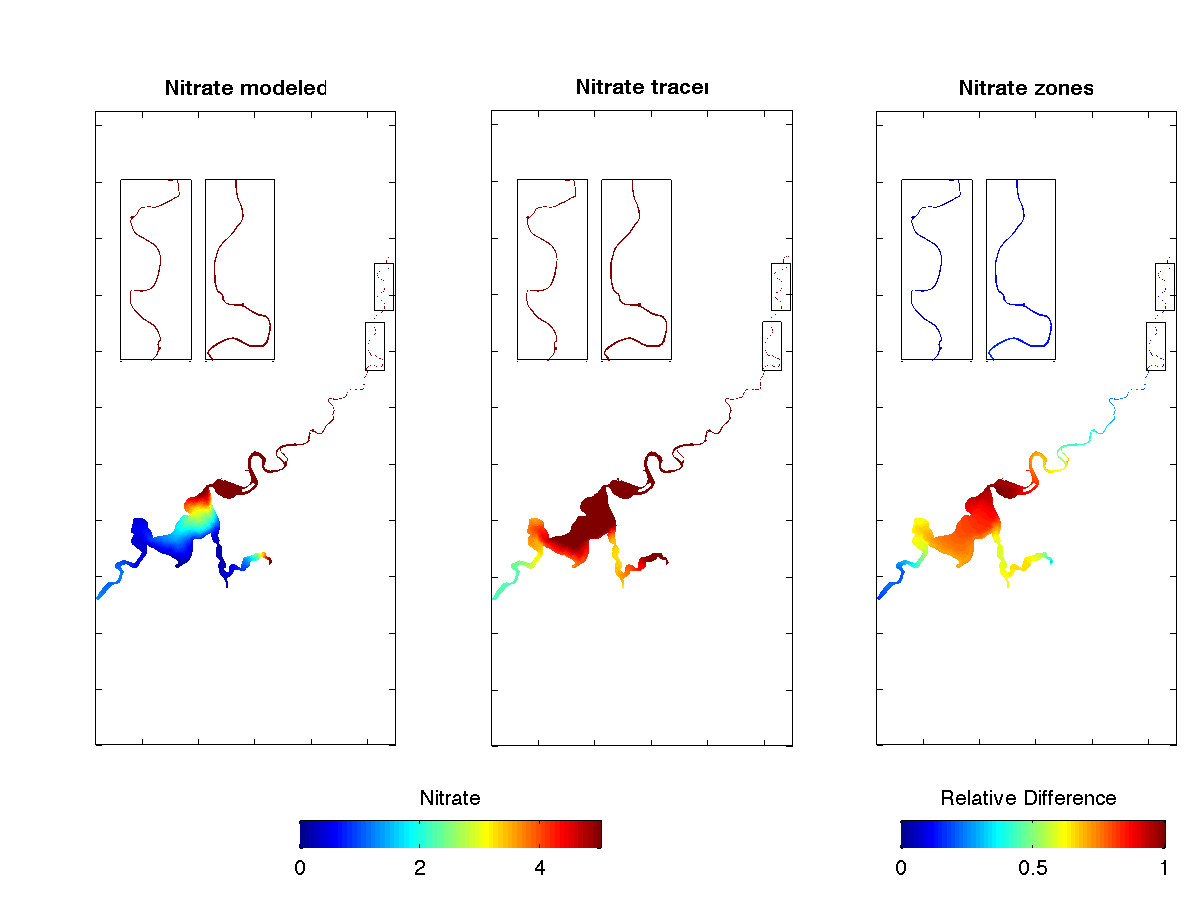 Nitrate modeled
Nitrate tracer
Nitrate zones
Nitrate
0 2 4
Relative Difference
0 0.5 1